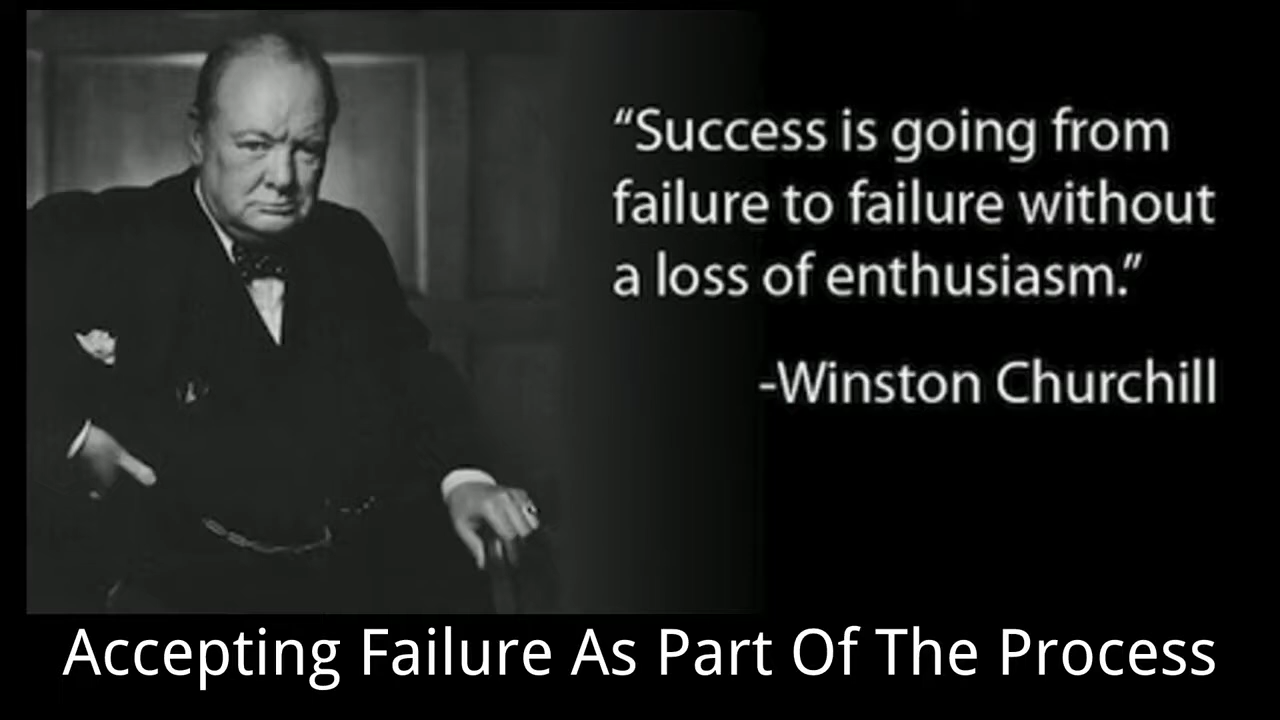 “Success is going from
failure to failure without
a loss of enthusiasm.”
-Winston Churchill
Accepting Failure As Part Of The Process